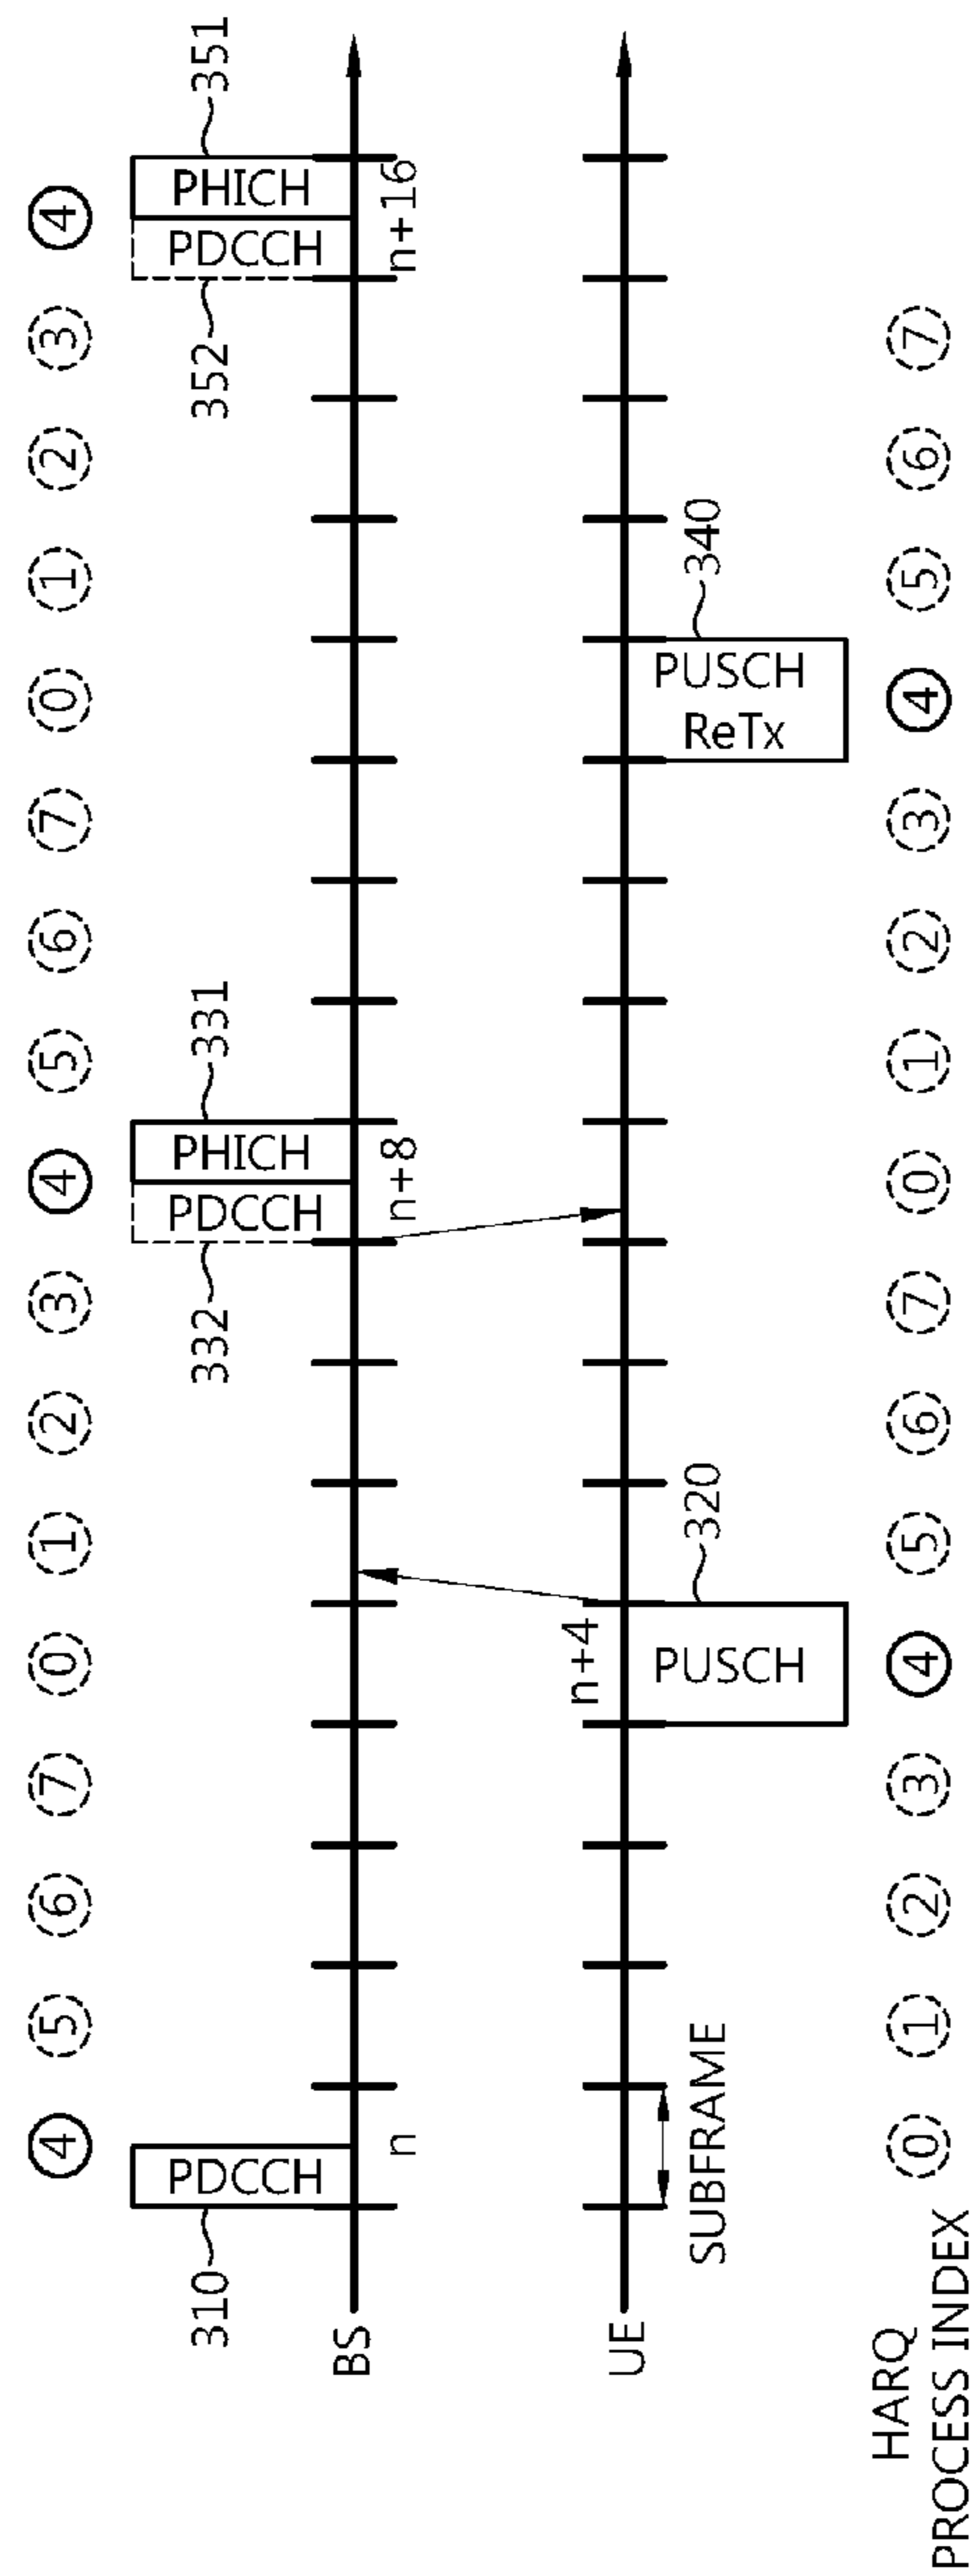 4 5 6 7 0 1 2 3 4 5 6 7 0 1 2 3 4
310 PDCCH
332 PDCCH
PHICH 331
352 PDCCH
PHICH 351
BS
n
n+8
n+16
n+4
UE
SUBFRAME
PUSCH
320
PUSCH
ReTx
340
HARQ
PROCESS INDEX
0 1 2 3 4 5 6 7 0 1 2 3 4 5 6 7